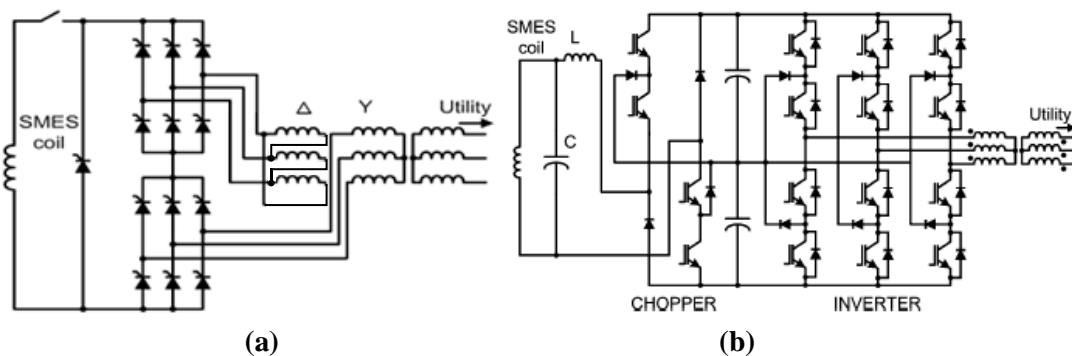 SMES
coil
Δ
Y
Utility
(a)
SMES
coil
L
C
CHOPPER
INVERTER
Utility
(b)